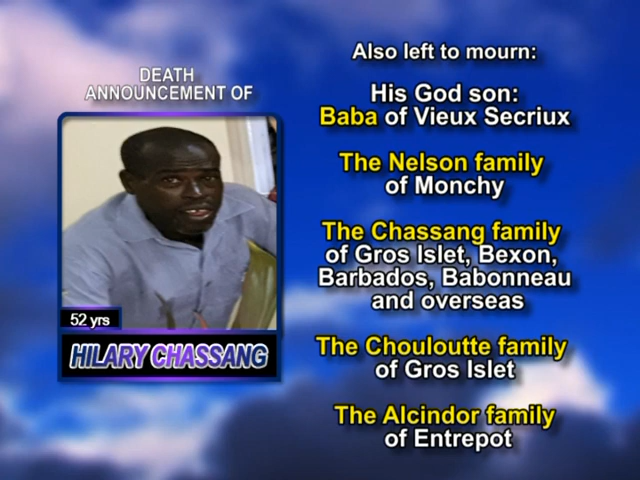 DEATH
ANNOUNCEMENT OF
52 yrs
HILARY CHASSANG
Also left to mourn:
His God son:
Baba of Vieux Secriux
The Nelson family
of Monchy
The Chassang family
of Gros Islet, Bexon,
Barbados, Babonneau
and overseas
The Chouloutte family
of Gros Islet
The Alcindor family
of Entrepot